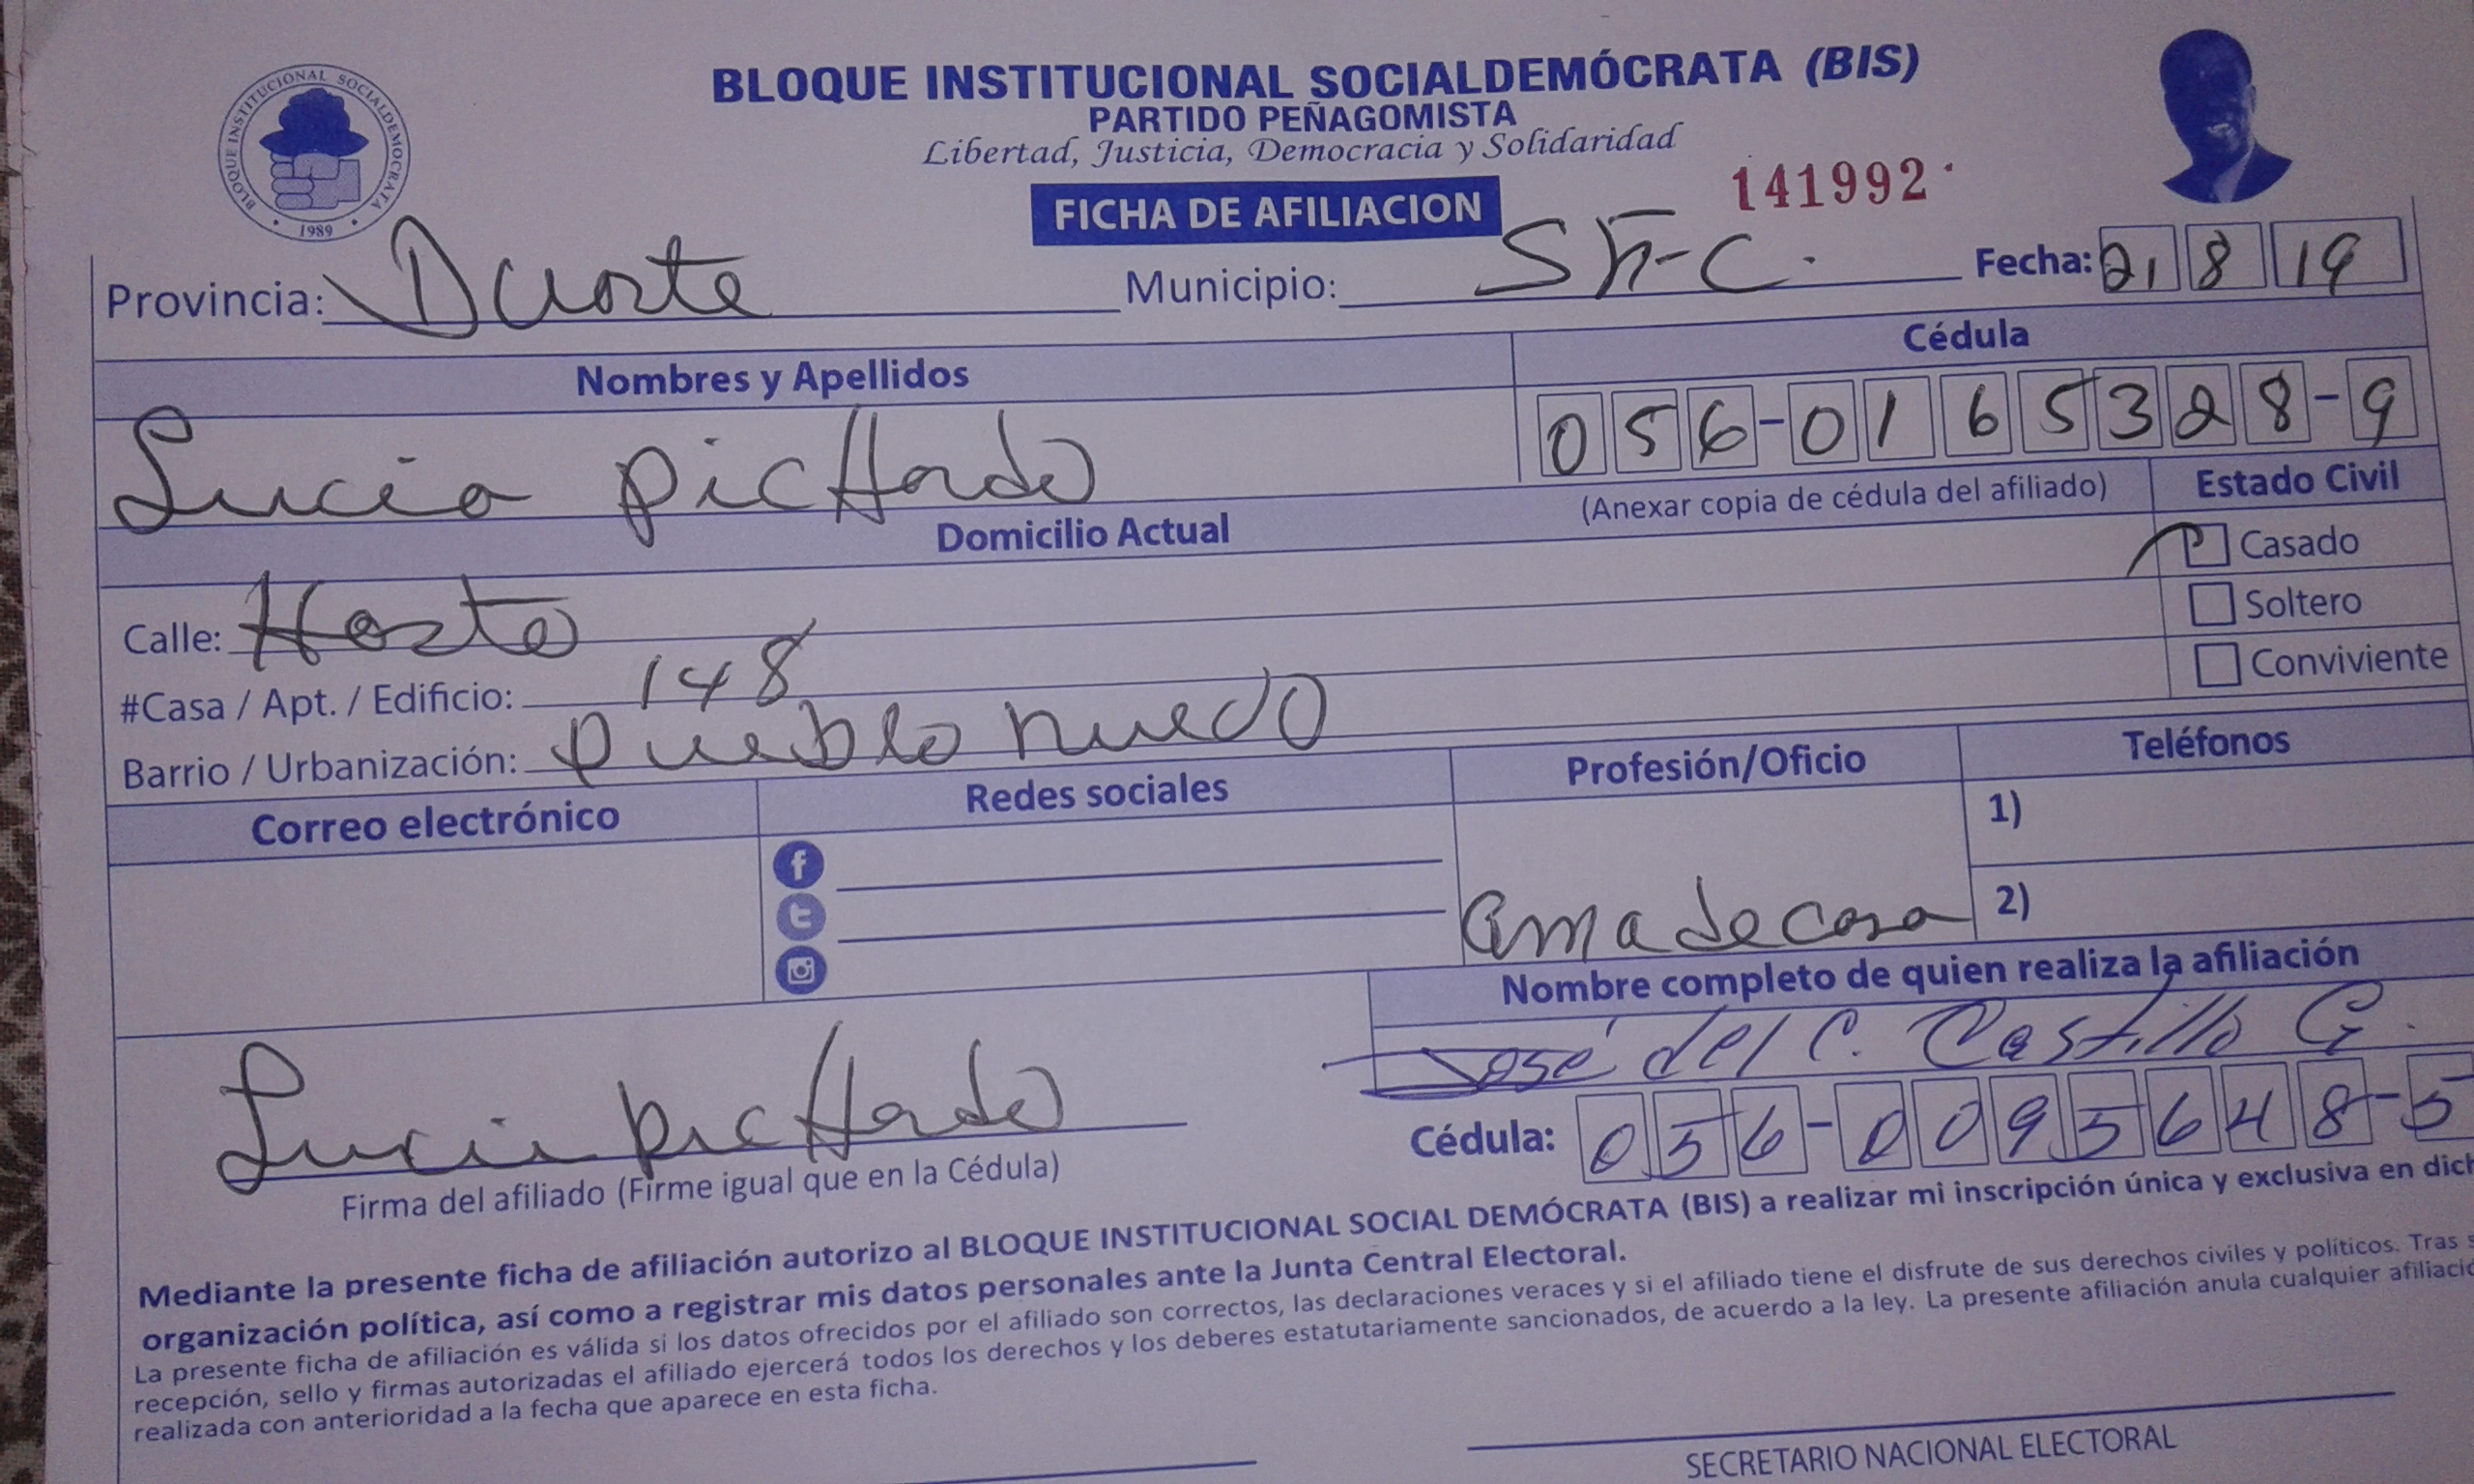 BLOQUE INSTITUCIONAL SOCIALDEMÓCRATA (BIS)
PARTIDO PEÑAGOMISTA
Libertad, Justicia, Democracia y Solidaridad
BLOQUE INSTITUCIONAL SOCIALDEMOCRATA
1989
141992
FICHA DE AFILIACION
Provincia: Duarte Municipio: S.F.C. Fecha: 21 8 19
Nombres y Apellidos Cédula
Lucia pichardo 056-0165328-9
Domicilio Actual (Anexar copia de cédula del afiliado) Estado Civil
Casado
Calle: Hosto
Soltero
#Casa / Apt. / Edificio: 148
Conviviente
Barrio / Urbanización: pueblo nuevo
Correo electrónico Redes sociales Profesión/Oficio Teléfonos
1)
ama de casa 2)
Nombre completo de quien realiza la afiliación
José del C. Castillo G.
Lucia pichardo
Cédula: 056-0095648-5
Firma del afiliado (Firme igual que en la Cédula)
Mediante la presente ficha de afiliación autorizo al BLOQUE INSTITUCIONAL SOCIAL DEMÓCRATA (BIS) a realizar mi inscripción única y exclusiva en dich
organización política, así como a registrar mis datos personales ante la Junta Central Electoral.
La presente ficha de afiliación es válida si los datos ofrecidos por el afiliado son correctos, las declaraciones veraces y si el afiliado tiene el disfrute de sus derechos civiles y políticos. Tras s
recepción, sello y firmas autorizadas el afiliado ejercerá todos los derechos y los deberes estatutariamente sancionados, de acuerdo a la ley. La presente afiliación anula cualquier afiliació
realizada con anterioridad a la fecha que aparece en esta ficha.
SECRETARIO NACIONAL ELECTORAL